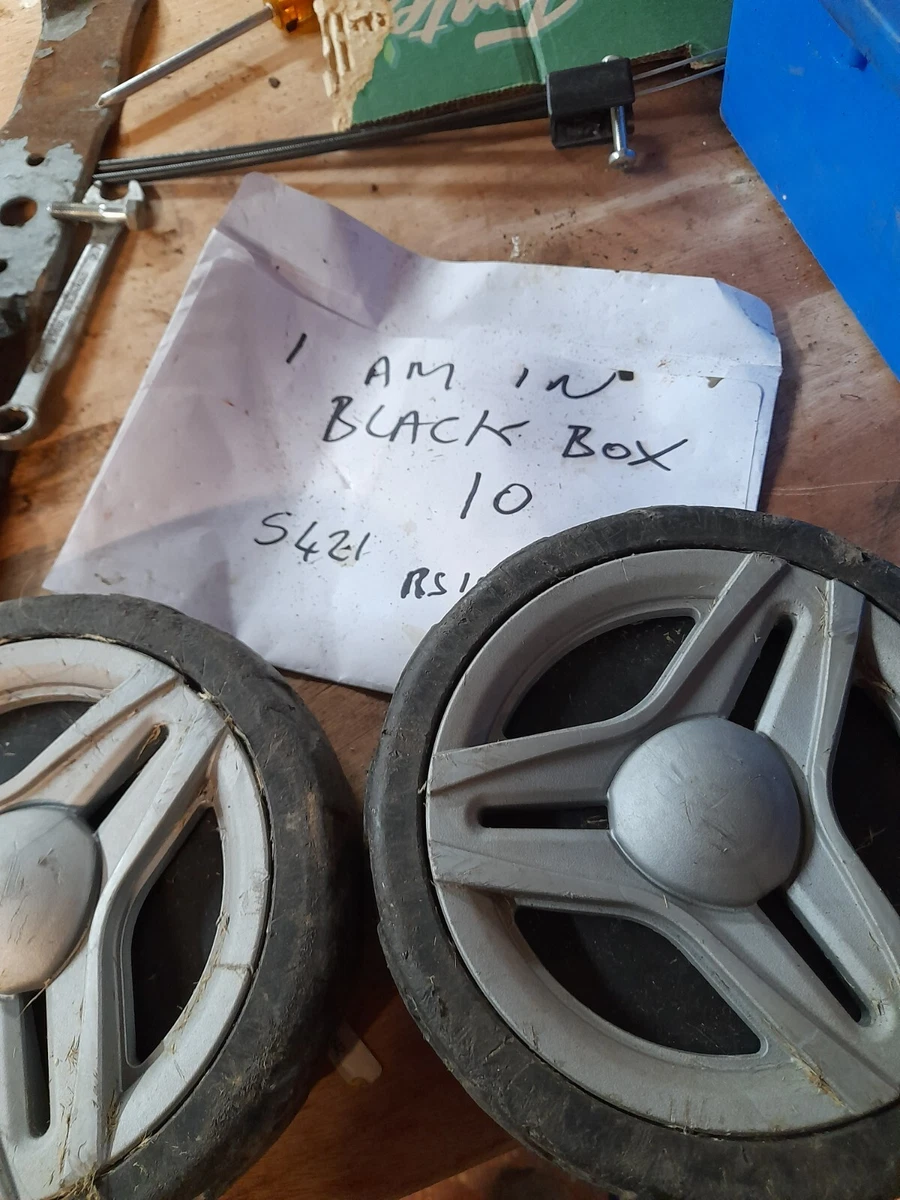 I AM IN
BLACK BOX
10
S421